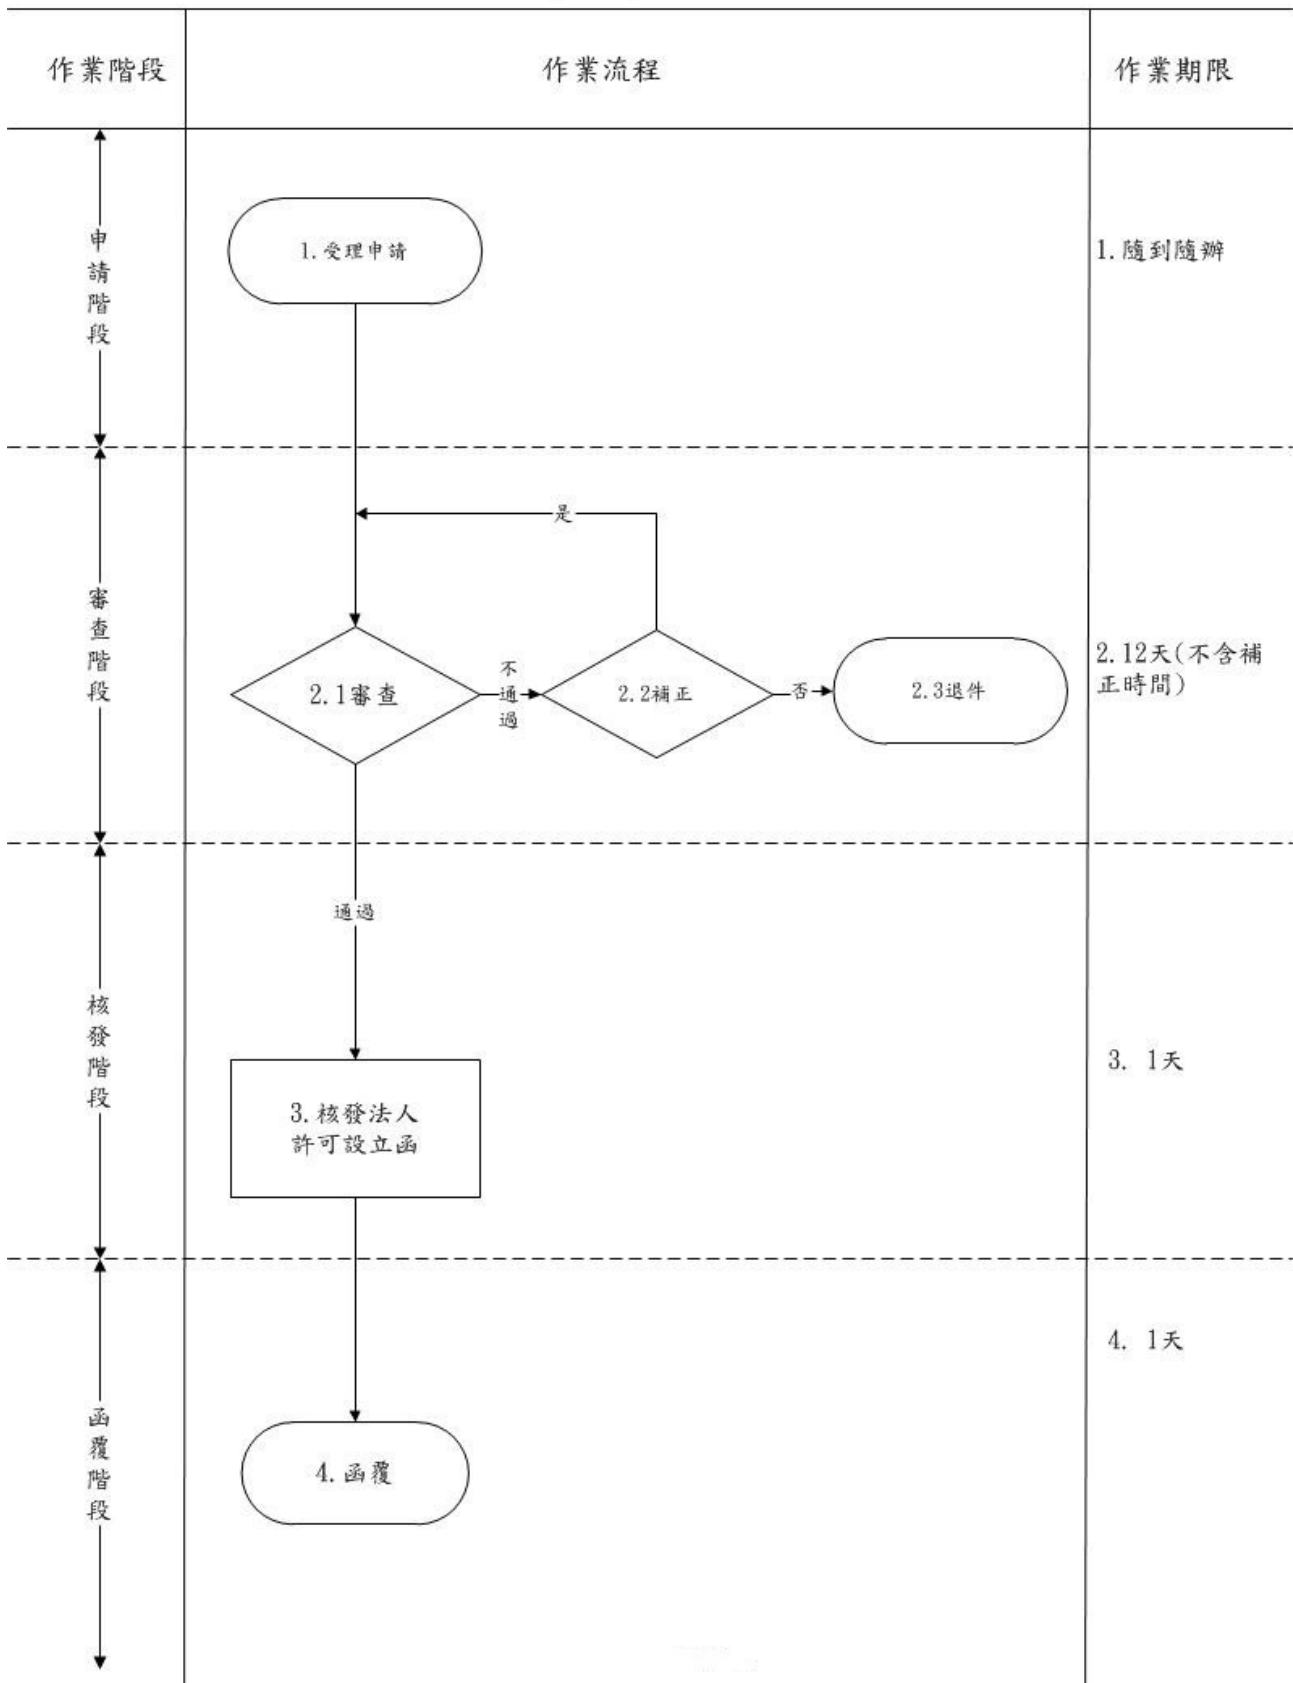 作業階段
作業流程
作業期限
申請階段
1.受理申請
1.隨到隨辦
審查階段
是
2.1審查
不通過
2.2補正
否
2.3退件
2.12天(不含補
正時間)
核發階段
通過
3.核發法人
許可設立函
3. 1天
函覆階段
4.函覆
4. 1天